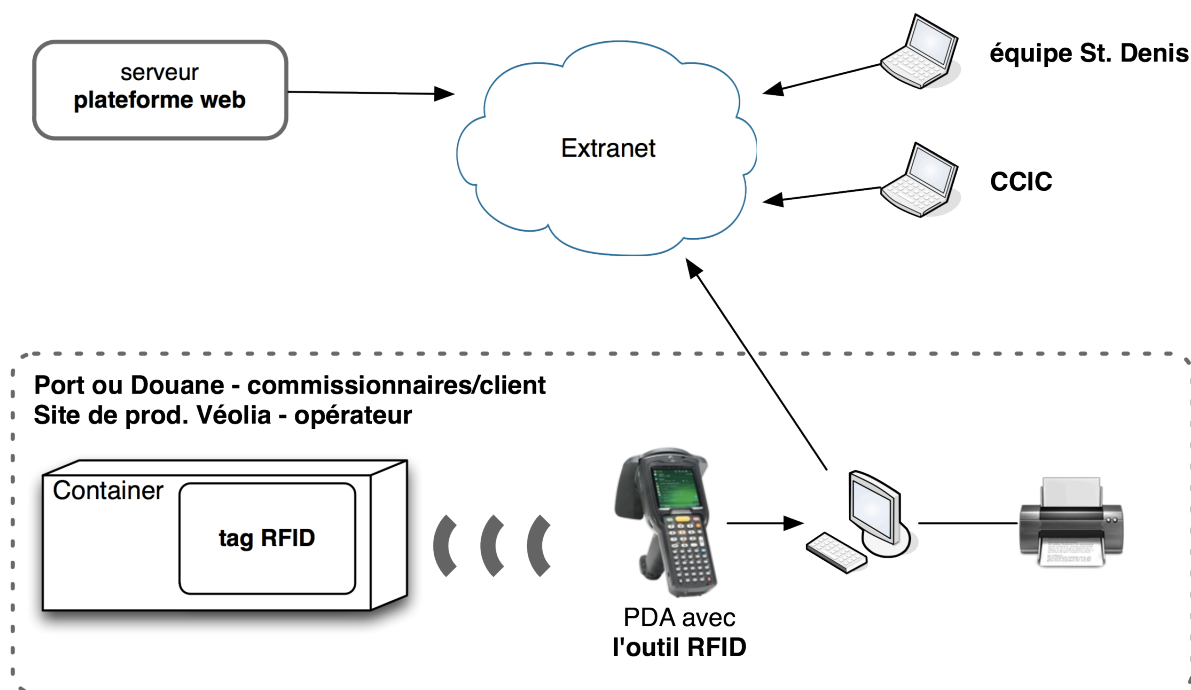 serveur
plateforme web
Extranet
équipe St. Denis
CCIC
Port ou Douane - commissionnaires/client
Site de prod. Véolia - opérateur
Container
tag RFID
PDA avec
l'outil RFID